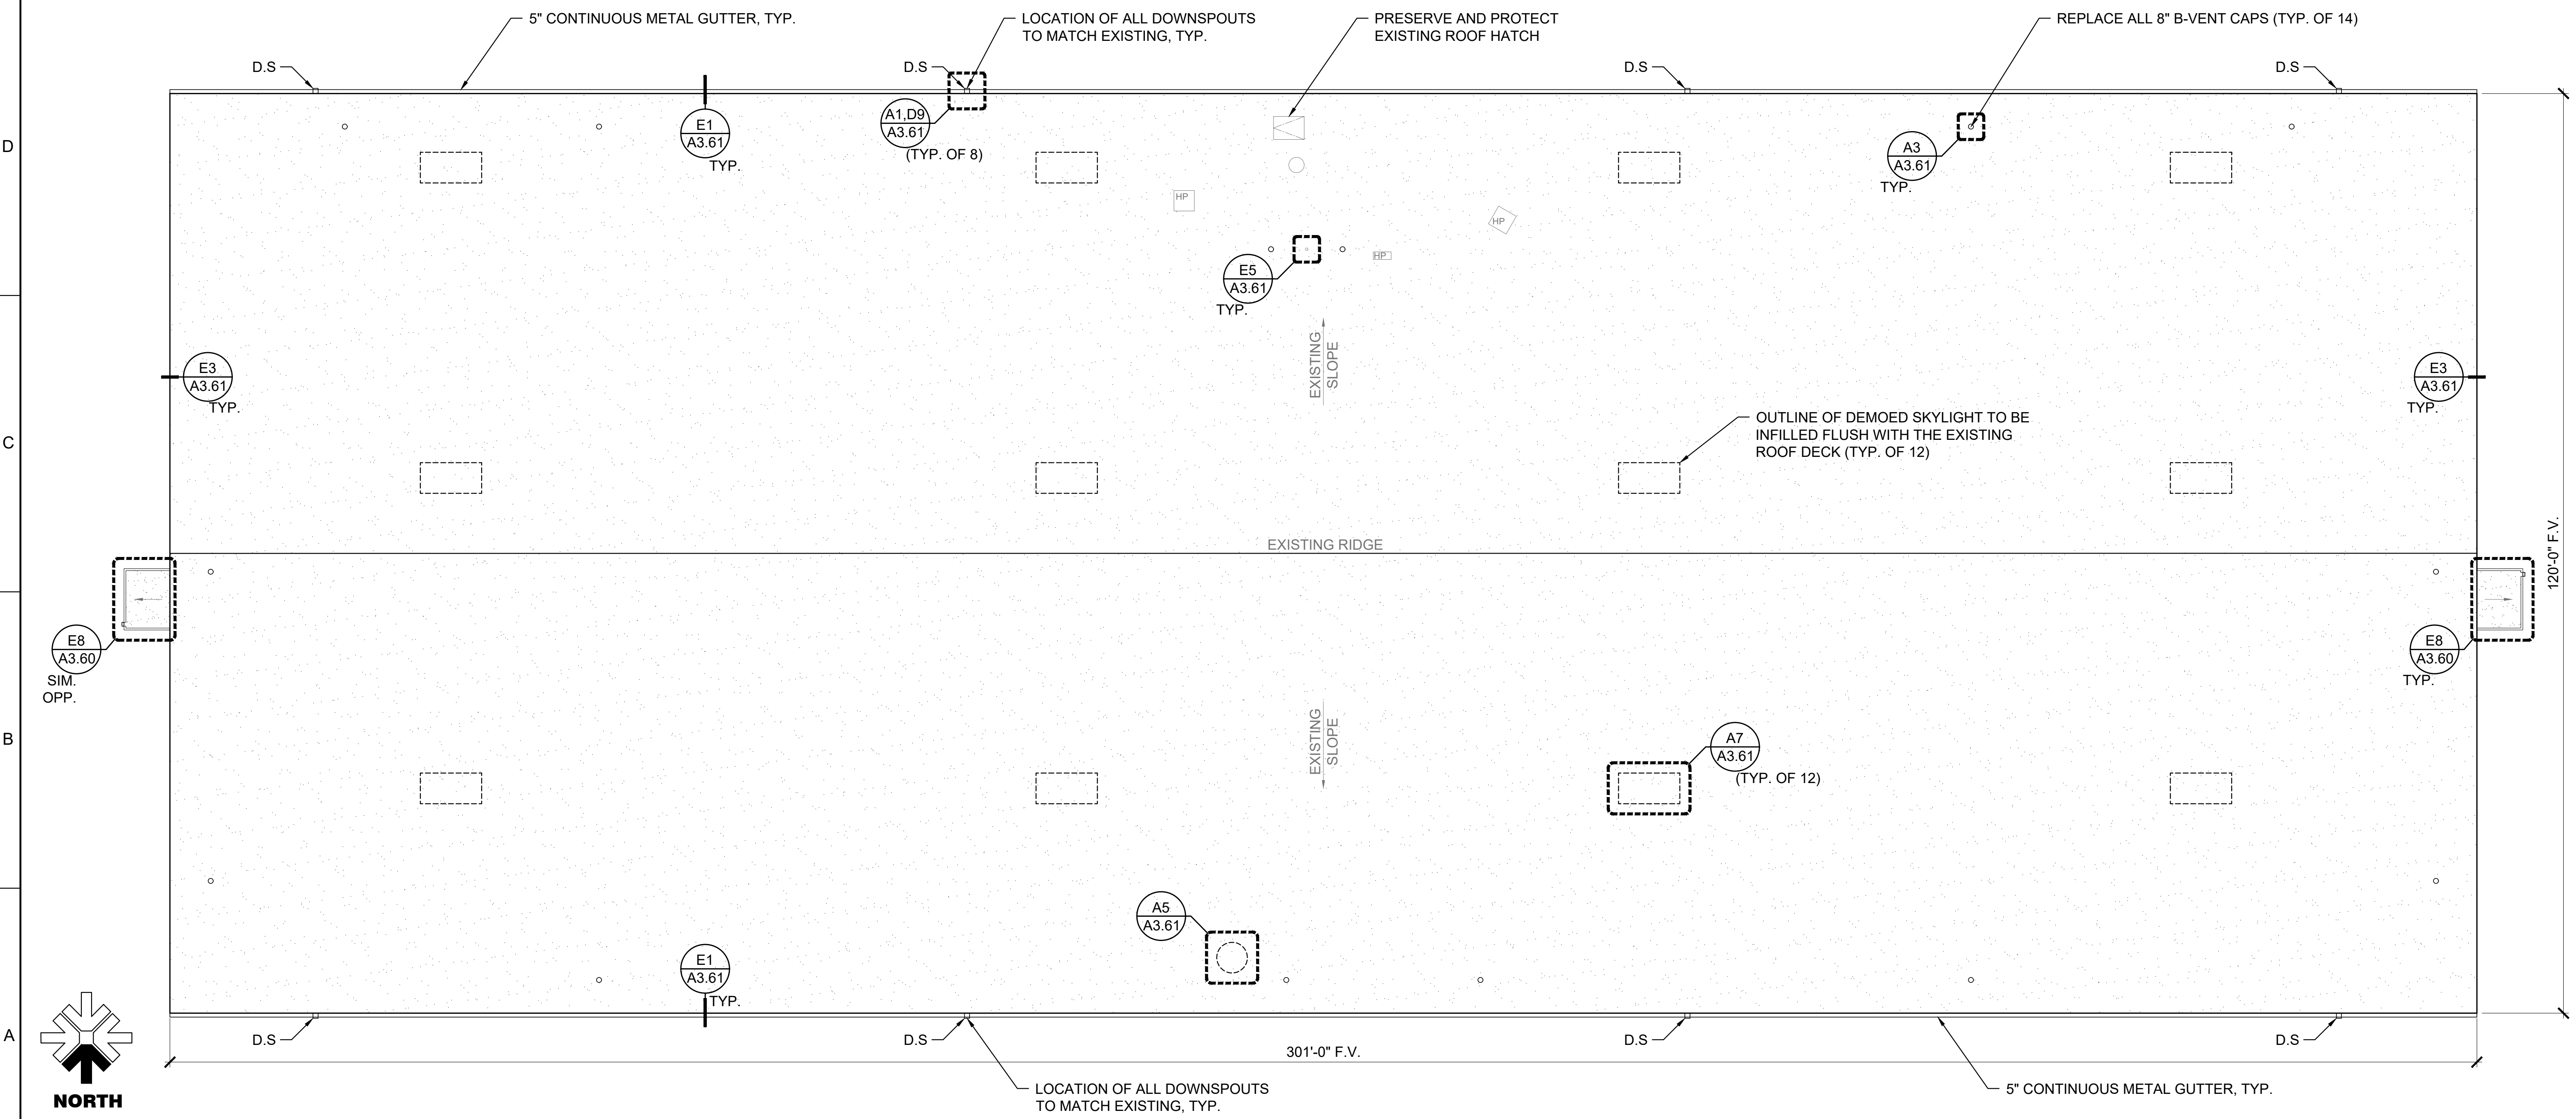 5" CONTINUOUS METAL GUTTER, TYP.
LOCATION OF ALL DOWNSPOUTS
TO MATCH EXISTING, TYP.
PRESERVE AND PROTECT
EXISTING ROOF HATCH
REPLACE ALL 8" B-VENT CAPS (TYP. OF 14)
D.S
D.S
D.S
D.S
D
E1
A3.61
TYP.
A1,D9
A3.61
(TYP. OF 8)
A3
A3.61
TYP.
HP
HP
HP
E5
A3.61
TYP.
EXISTING
SLOPE
E3
A3.61
TYP.
E3
A3.61
TYP.
C
OUTLINE OF DEMOED SKYLIGHT TO BE
INFILLED FLUSH WITH THE EXISTING
ROOF DECK (TYP. OF 12)
EXISTING RIDGE
120'-0" F.V.
E8
A3.60
SIM.
OPP.
E8
A3.60
TYP.
B
EXISTING
SLOPE
A7
A3.61
(TYP. OF 12)
A5
A3.61
E1
A3.61
TYP.
A
D.S
D.S
D.S
D.S
301'-0" F.V.
NORTH
LOCATION OF ALL DOWNSPOUTS
TO MATCH EXISTING, TYP.
5" CONTINUOUS METAL GUTTER, TYP.